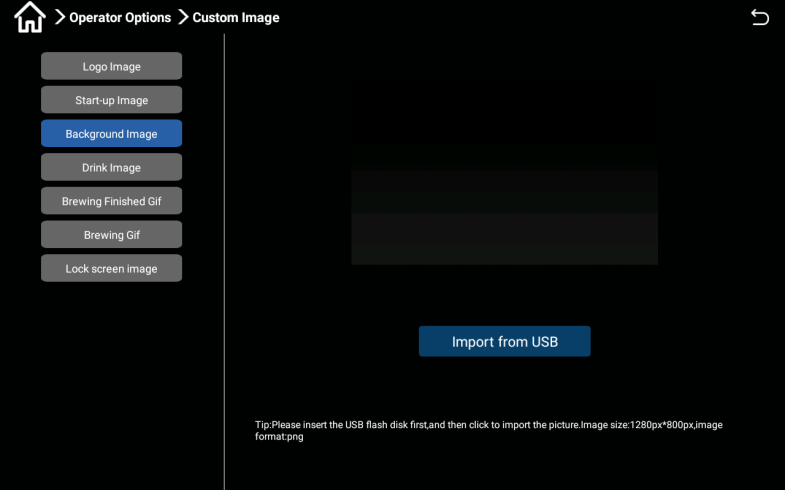 Operator Options
Custom Image
Logo Image
Start-up Image
Background Image
Drink Image
Brewing Finished Gif
Brewing Gif
Lock screen image
Import from USB
Tip:Please insert the USB flash disk first,and then click to import the picture.Image size:1280px*800px,image
format:png